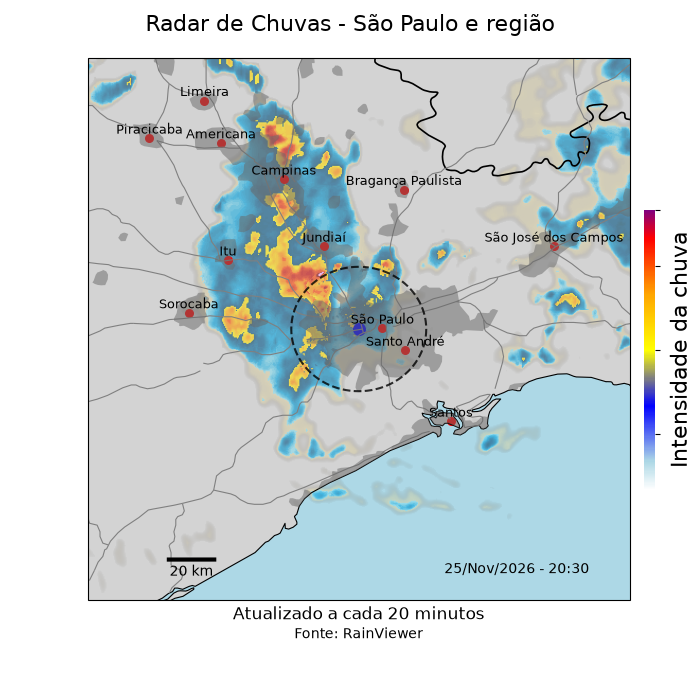 Radar de Chuvas - São Paulo e região
Limeira
Piracicaba
Americana
Campinas
Bragança Paulista
Jundiaí
São José dos Campos
Itu
Sorocaba
São Paulo
Santo André
Santos
Intensidade da chuva
20 km
25/Nov/2026 - 20:30
Atualizado a cada 20 minutos
Fonte: RainViewer